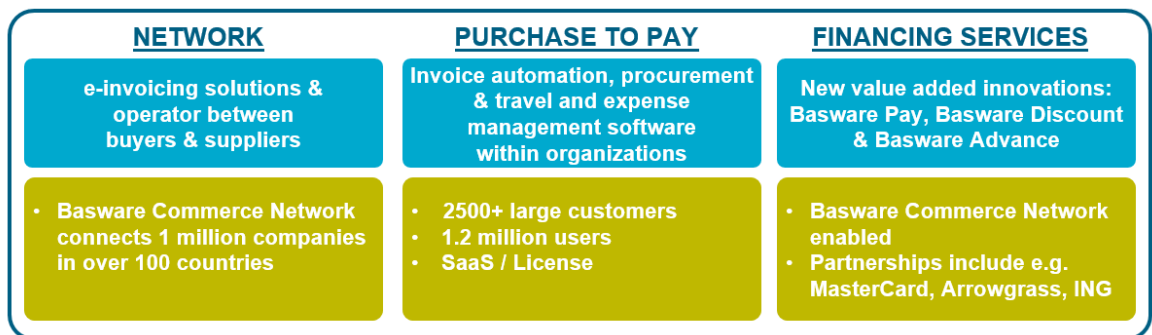 NETWORK
e-invoicing solutions &
operator between
buyers & suppliers
• Basware Commerce Network
connects 1 million companies
in over 100 countries
PURCHASE TO PAY
Invoice automation, procurement
& travel and expense
management software
within organizations
• 2500+ large customers
• 1.2 million users
• SaaS / License
FINANCING SERVICES
New value added innovations:
Basware Pay, Basware Discount
& Basware Advance
• Basware Commerce Network
enabled
• Partnerships include e.g.
MasterCard, Arrowgrass, ING